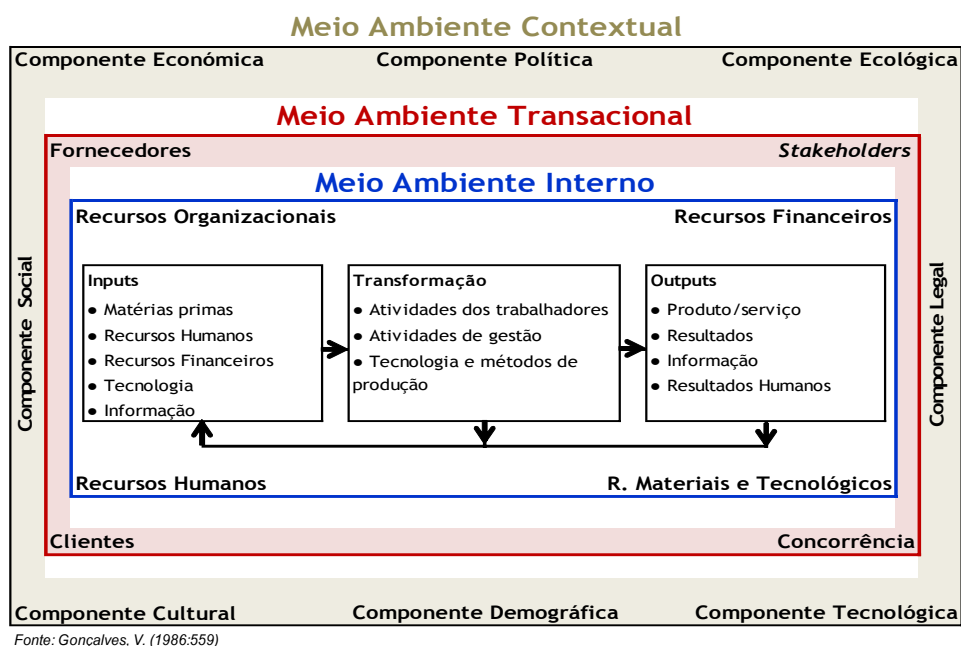 Meio Ambiente Contextual
Componente Económica
Componente Política
Componente Ecológica
Meio Ambiente Transacional
Fornecedores
Stakeholders
Meio Ambiente Interno
Recursos Organizacionais
Recursos Financeiros
Componente Social
Componente Legal
Inputs
● Matérias primas
● Recursos Humanos
● Recursos Financeiros
● Tecnologia
● Informação
Transformação
● Atividades dos trabalhadores
● Atividades de gestão
● Tecnologia e métodos de
produção
Outputs
● Produto/serviço
● Resultados
● Informação
● Resultados Humanos
Recursos Humanos
R. Materiais e Tecnológicos
Clientes
Concorrência
Componente Cultural
Componente Demográfica
Componente Tecnológica
Fonte: Gonçalves, V. (1986:559)